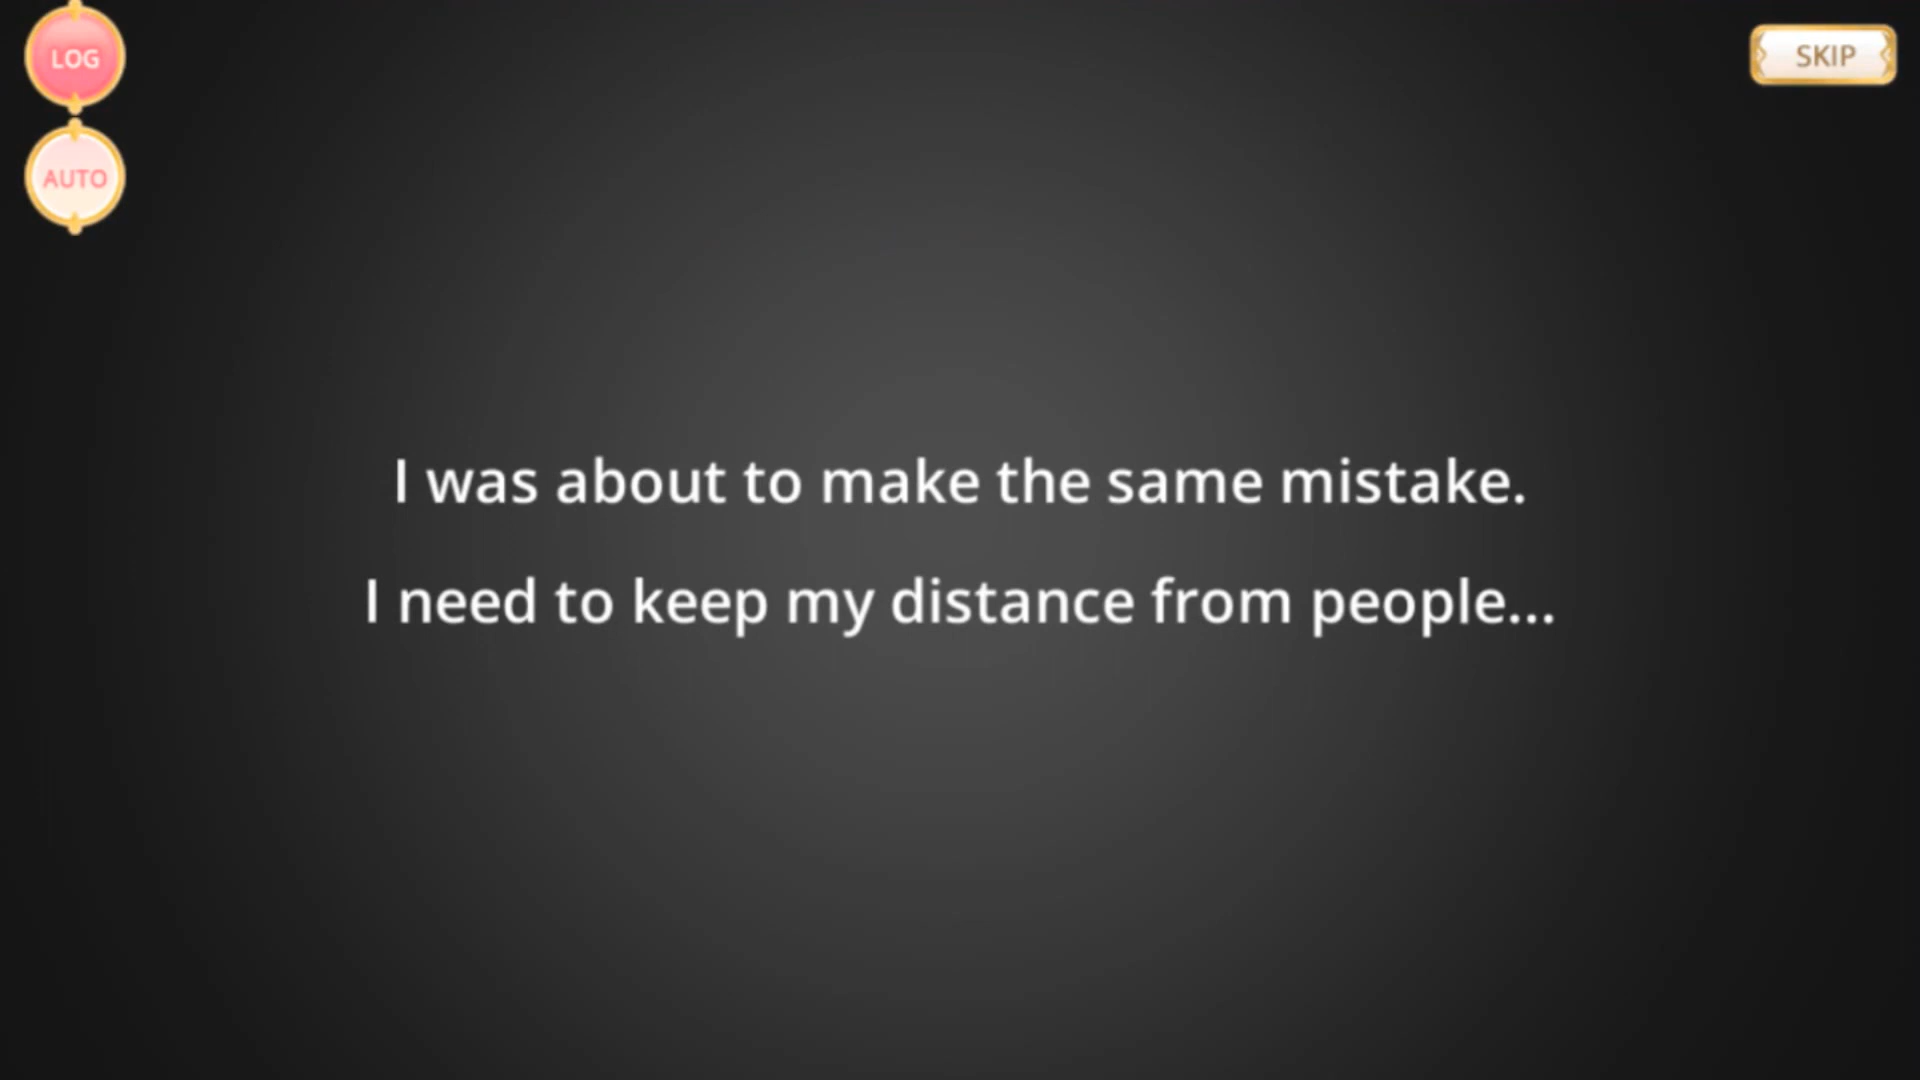 LOG
SKIP
AUTO
I was about to make the same mistake.
I need to keep my distance from people...